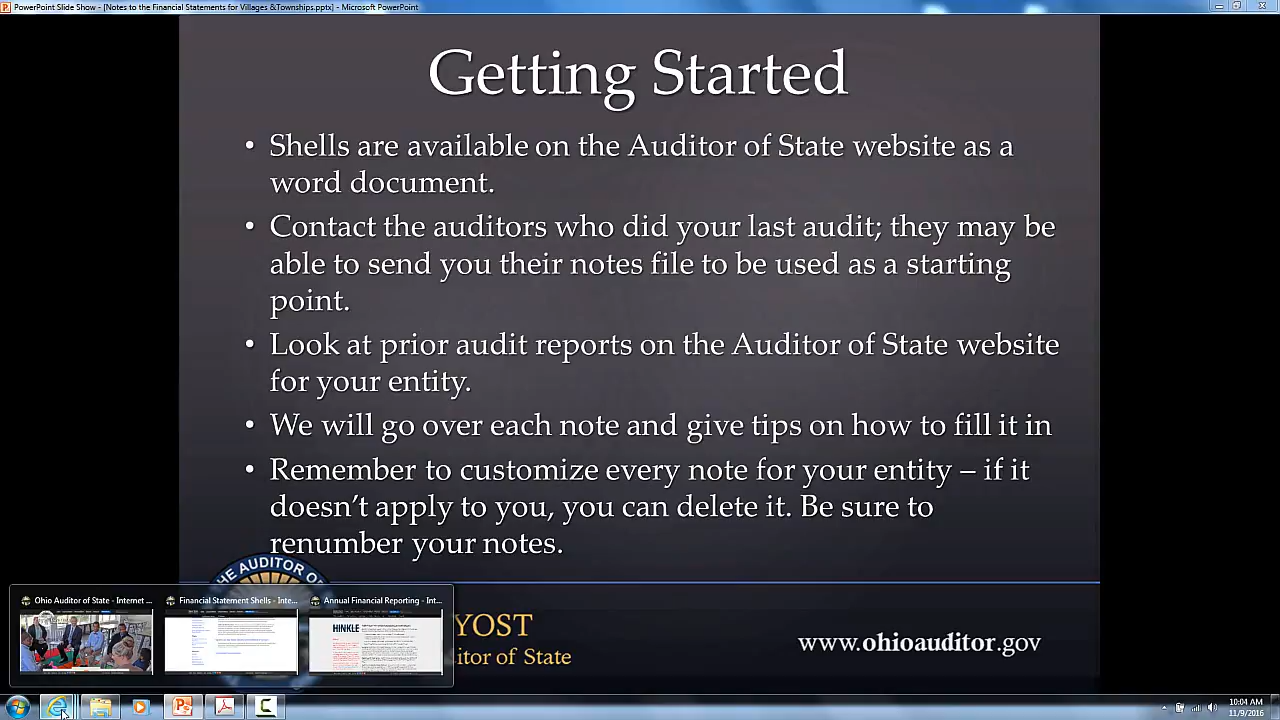 PowerPoint Slide Show - [Notes to the Financial Statements for Villages &Townships.pptx] - Microsoft PowerPoint
Getting Started
• Shells are available on the Auditor of State website as a
word document.
• Contact the auditors who did your last audit; they may be
able to send you their notes file to be used as a starting
point.
• Look at prior audit reports on the Auditor of State website
for your entity.
• We will go over each note and give tips on how to fill it in
• Remember to customize every note for your entity – if it
doesn't apply to you, you can delete it. Be sure to
renumber your notes.
THE AUDITOR OF
Ohio Auditor of State - Internet ...
Financial Statement Shells - Inte...
Annual Financial Reporting - Int...
HINKLE
YOST
itor of State
www.ohioauditor.gov
10:04 AM
11/9/2016